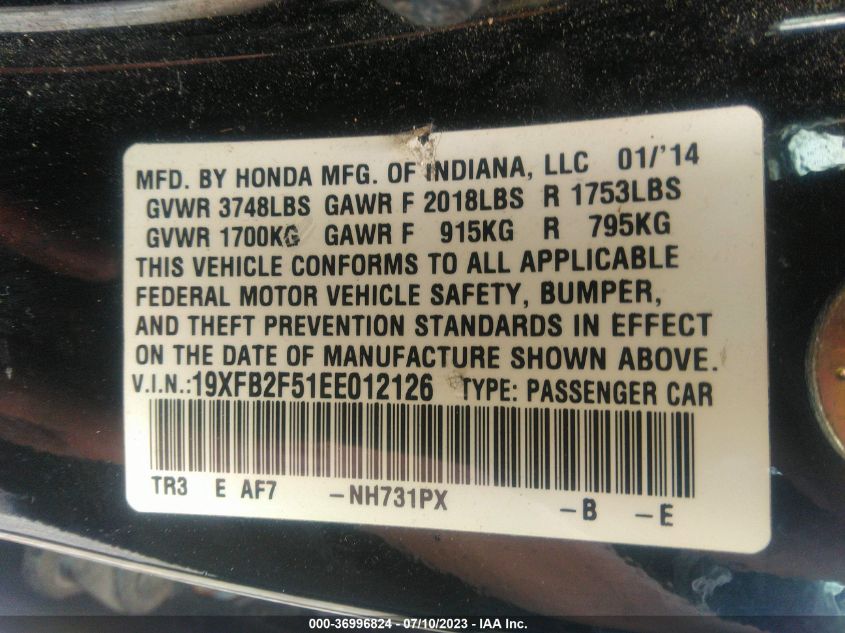 MFD. BY HONDA MFG. OF INDIANA, LLC 01/'14
GVWR 3748LBS GAWR F 2018LBS R 1753LBS
GVWR 1700KG GAWR F 915KG R 795KG
THIS VEHICLE CONFORMS TO ALL APPLICABLE
FEDERAL MOTOR VEHICLE SAFETY, BUMPER,
AND THEFT PREVENTION STANDARDS IN EFFECT
ON THE DATE OF MANUFACTURE SHOWN ABOVE.
V.I.N.:19XFB2F51EE012126 TYPE: PASSENGER CAR
TR3 E AF7 -NH731PX -B -E
000-36996824 - 07/10/2023 - IAA Inc.